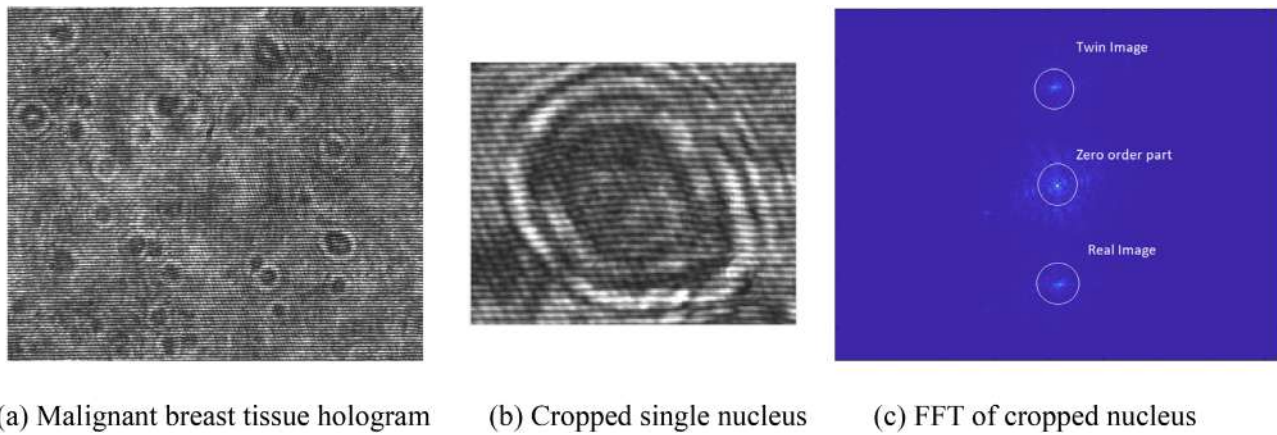 Twin Image
Zero order part
Real Image
(a) Malignant breast tissue hologram
(b) Cropped single nucleus
(c) FFT of cropped nucleus